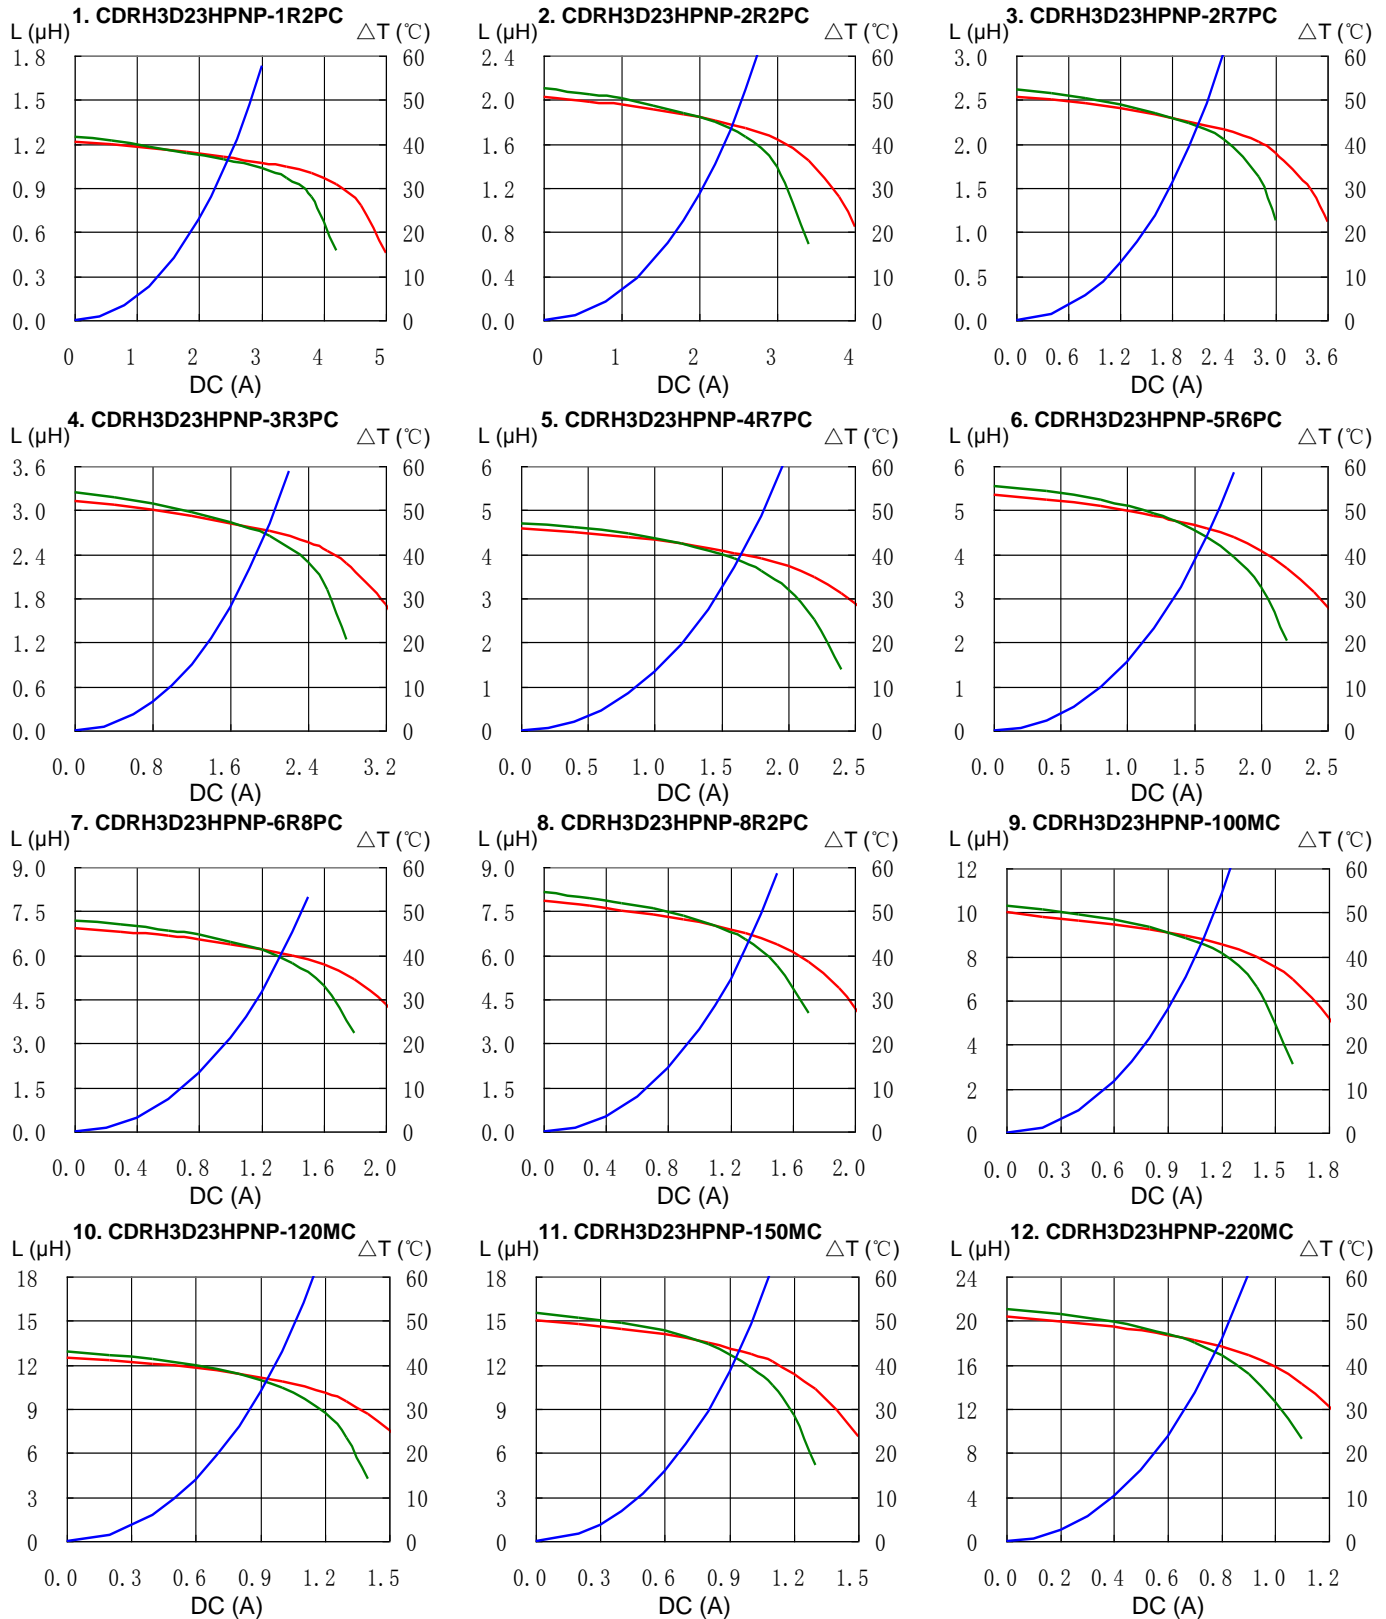 1. CDRH3D23HPNP-1R2PC
L (μH)
△T (℃)
1.8
1.5
1.2
0.9
0.6
0.3
0.0
60
50
40
30
20
10
0
0 1 2 3 4 5
DC (A)
2. CDRH3D23HPNP-2R2PC
L (μH)
△T (℃)
2.4
2.0
1.6
1.2
0.8
0.4
0.0
60
50
40
30
20
10
0
0 1 2 3 4
DC (A)
3. CDRH3D23HPNP-2R7PC
L (μH)
△T (℃)
3.0
2.5
2.0
1.5
1.0
0.5
0.0
60
50
40
30
20
10
0
0.0 0.6 1.2 1.8 2.4 3.0 3.6
DC (A)
4. CDRH3D23HPNP-3R3PC
L (μH)
△T (℃)
3.6
3.0
2.4
1.8
1.2
0.6
0.0
60
50
40
30
20
10
0
0.0 0.8 1.6 2.4 3.2
DC (A)
5. CDRH3D23HPNP-4R7PC
L (μH)
△T (℃)
6
5
4
3
2
1
0
60
50
40
30
20
10
0
0.0 0.5 1.0 1.5 2.0 2.5
DC (A)
6. CDRH3D23HPNP-5R6PC
L (μH)
△T (℃)
6
5
4
3
2
1
0
60
50
40
30
20
10
0
0.0 0.5 1.0 1.5 2.0 2.5
DC (A)
7. CDRH3D23HPNP-6R8PC
L (μH)
△T (℃)
9.0
7.5
6.0
4.5
3.0
1.5
0.0
60
50
40
30
20
10
0
0.0 0.4 0.8 1.2 1.6 2.0
DC (A)
8. CDRH3D23HPNP-8R2PC
L (μH)
△T (℃)
9.0
7.5
6.0
4.5
3.0
1.5
0.0
60
50
40
30
20
10
0
0.0 0.4 0.8 1.2 1.6 2.0
DC (A)
9. CDRH3D23HPNP-100MC
L (μH)
△T (℃)
12
10
8
6
4
2
0
60
50
40
30
20
10
0
0.0 0.3 0.6 0.9 1.2 1.5 1.8
DC (A)
10. CDRH3D23HPNP-120MC
L (μH)
△T (℃)
18
15
12
9
6
3
0
60
50
40
30
20
10
0
0.0 0.3 0.6 0.9 1.2 1.5
DC (A)
11. CDRH3D23HPNP-150MC
L (μH)
△T (℃)
18
15
12
9
6
3
0
60
50
40
30
20
10
0
0.0 0.3 0.6 0.9 1.2 1.5
DC (A)
12. CDRH3D23HPNP-220MC
L (μH)
△T (℃)
24
20
16
12
8
4
0
60
50
40
30
20
10
0
0.0 0.2 0.4 0.6 0.8 1.0 1.2
DC (A)